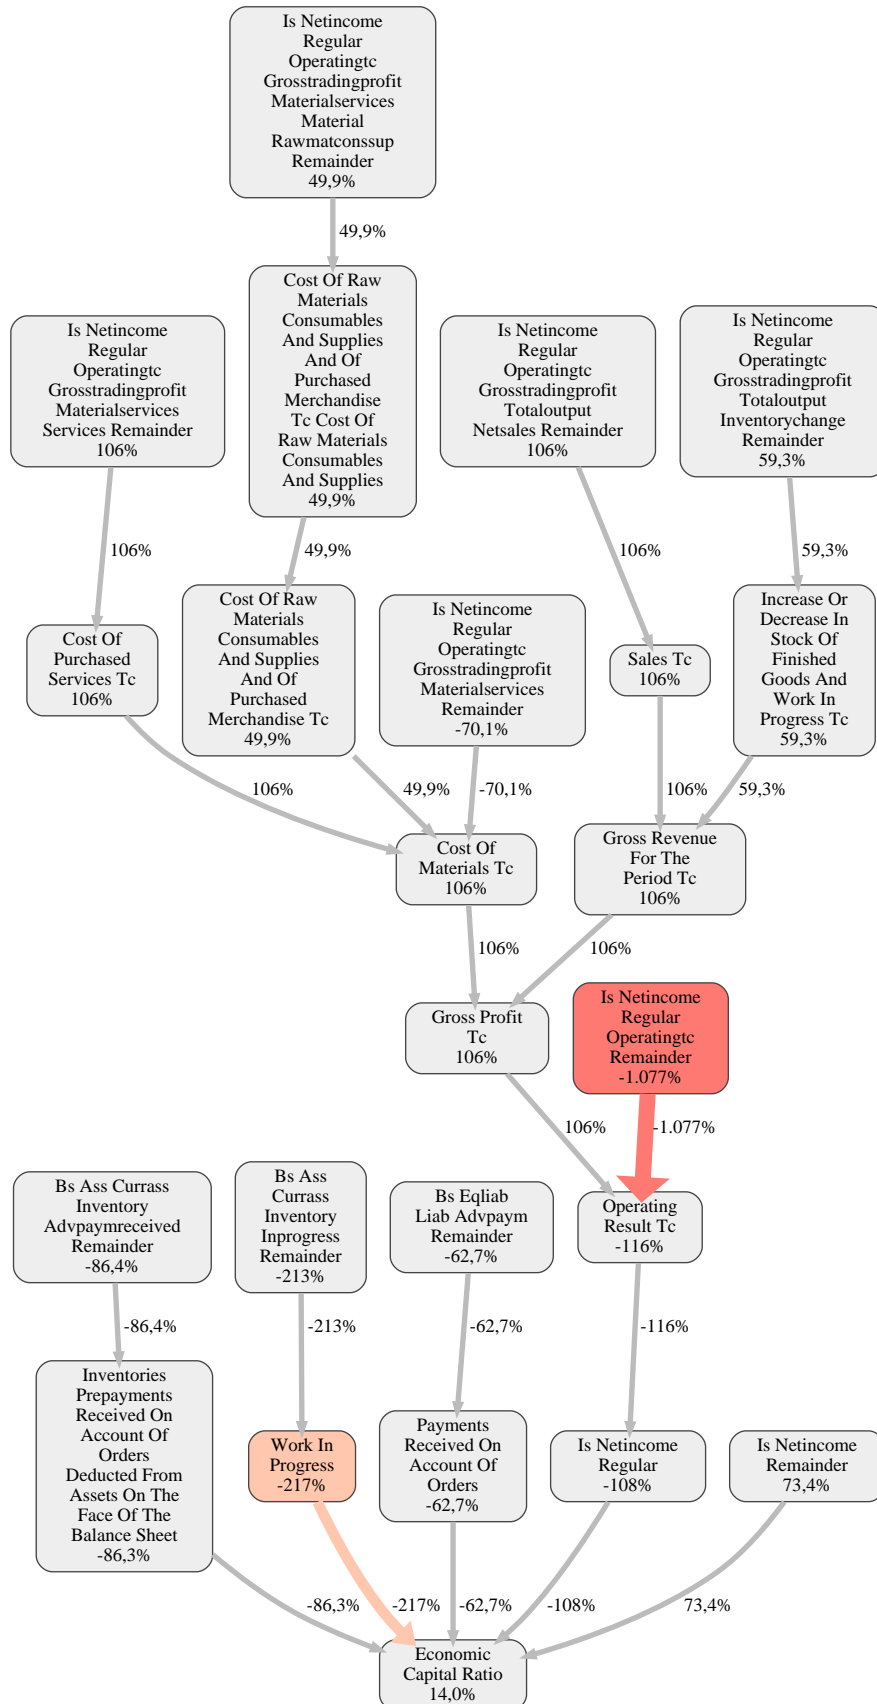 Is Netincome
Regular
Operatingtc
Grosstradingprofit
Materialservices
Material
Rawmatconssup
Remainder
49,9%
49,9%
Cost Of Raw
Materials
Consumables
And Supplies
And Of
Purchased
Merchandise
Tc Cost Of
Raw Materials
Consumables
And Supplies
49,9%
Is Netincome
Regular
Operatingtc
Grosstradingprofit
Materialservices
Services Remainder
106%
Is Netincome
Regular
Operatingtc
Grosstradingprofit
Totaloutput
Netsales Remainder
106%
Is Netincome
Regular
Operatingtc
Grosstradingprofit
Totaloutput
Inventorychange
Remainder
59,3%
106%
49,9%
106%
59,3%
Cost Of
Purchased
Services Tc
106%
Cost Of Raw
Materials
Consumables
And Supplies
And Of
Purchased
Merchandise Tc
49,9%
Is Netincome
Regular
Operatingtc
Grosstradingprofit
Materialservices
Remainder
-70,1%
Sales Tc
106%
Increase Or
Decrease In
Stock Of
Finished
Goods And
Work In
Progress Tc
59,3%
106%
49,9%
-70,1%
106%
59,3%
Cost Of
Materials Tc
106%
Gross Revenue
For The
Period Tc
106%
106%
106%
Gross Profit
Tc
106%
Is Netincome
Regular
Operatingtc
Remainder
-1.077%
106%
-1.077%
Bs Ass Currass
Inventory
Advpaymreceived
Remainder
-86,4%
Bs Ass
Currass
Inventory
Inprogress
Remainder
-213%
Bs Eqliab
Liab Advpaym
Remainder
-62,7%
Operating
Result Tc
-116%
-86,4%
-213%
-62,7%
-116%
Inventories
Prepayments
Received On
Account Of
Orders
Deducted From
Assets On The
Face Of The
Balance Sheet
-86,3%
Work In
Progress
-217%
Payments
Received On
Account Of
Orders
-62,7%
Is Netincome
Regular
-108%
Is Netincome
Remainder
73,4%
-86,3%
-217%
-62,7%
-108%
73,4%
Economic
Capital Ratio
14,0%